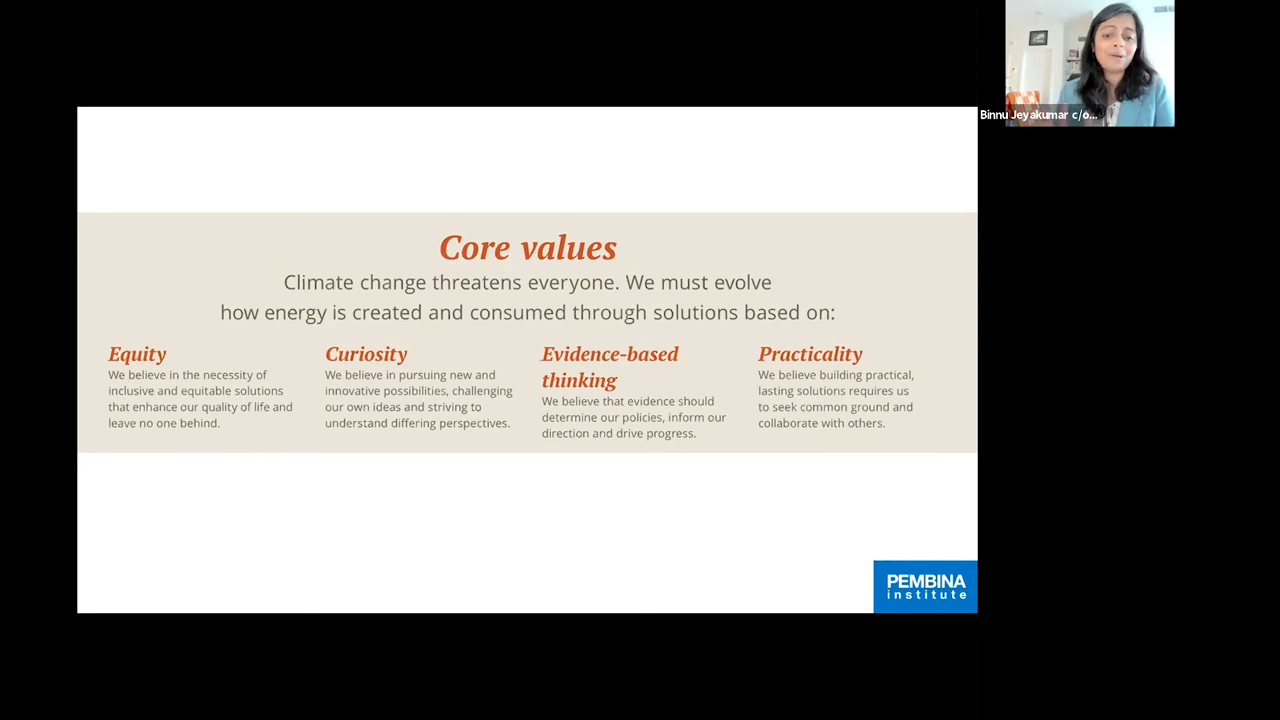 Binnu Jeyakumar c/o...
Core values
Climate change threatens everyone. We must evolve
how energy is created and consumed through solutions based on:
Equity
We believe in the necessity of
inclusive and equitable solutions
that enhance our quality of life and
leave no one behind.
Curiosity
We believe in pursuing new and
innovative possibilities, challenging
our own ideas and striving to
understand differing perspectives.
Evidence-based
thinking
We believe that evidence should
determine our policies, inform our
direction and drive progress.
Practicality
We believe building practical,
lasting solutions requires us
to seek common ground and
collaborate with others.
PEMBINA
institute